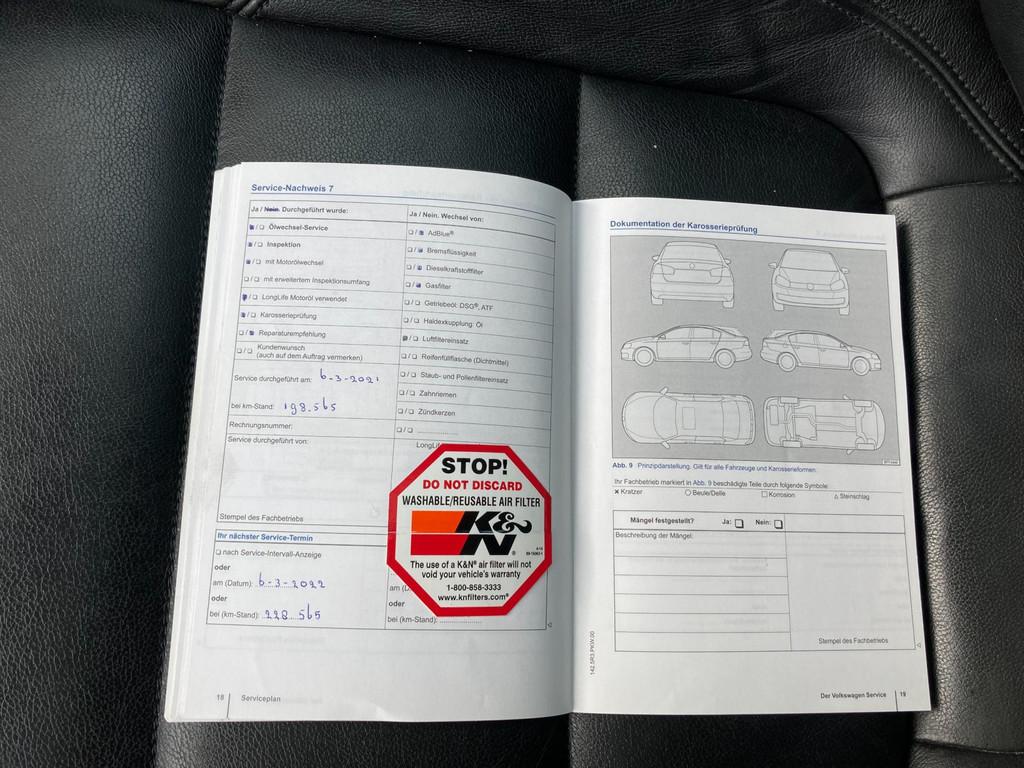 Service-Nachweis 7
Ja / Nein. Durchgeführt wurde:
☒/☐ Ölwechsel-Service
☒/☐ Inspektion
☒/☐ mit Motorölwechsel
☐/☐ mit erweitertem Inspektionsumfang
☒/☐ LongLife Motoröl verwendet
☒/☐ Karosserieprüfung
☐/☒ Reparaturempfehlung
☐/☐ Kundenwunsch
(auch auf dem Auftrag vermerken)
Service durchgeführt am: 6-3-2021
bei km-Stand: 198.565
Rechnungsnummer:
Service durchgeführt von:
Stempel des Fachbetriebs
Ja / Nein. Wechsel von:
☐/☒ AdBlue®
☐/☒ Bremsflüssigkeit
☐/☒ Dieselkraftstofffilter
☐/☒ Gasfilter
☐/☐ Getriebeöl: DSG®, ATF
☐/☐ Haldexkupplung: Öl
☒/☐ Luftfiltereinsatz
☐/☐ Reifenfüllflasche (Dichtmittel)
☐/☐ Staub- und Pollenfiltereinsatz
☐/☐ Zahnriemen
☐/☐ Zündkerzen
☐/☐ ....................
STOP!
DO NOT DISCARD
WASHABLE/REUSABLE AIR FILTER
K&N®
The use of a K&N® air filter will not
void your vehicle's warranty
1-800-858-3333
www.knfilters.com®
Ihr nächster Service-Termin
☐ nach Service-Intervall-Anzeige
oder
am (Datum): 6-3-2022
oder
bei (km-Stand): 228.565
oder
bei (km-Stand): ....................
18 Serviceplan
Dokumentation der Karosserieprüfung
Abb. 9 Prinzipdarstellung. Gilt für alle Fahrzeuge und Karosserieformen.
Ihr Fachbetrieb markiert in Abb. 9 beschädigte Teile durch folgende Symbole:
✕ Kratzer ○ Beule/Delle ☐ Korrosion △ Steinschlag
Mängel festgestellt? Ja: ☐ Nein: ☐
Beschreibung der Mängel:
Stempel des Fachbetriebs
142.5R3.PKW.00
Der Volkswagen Service 19